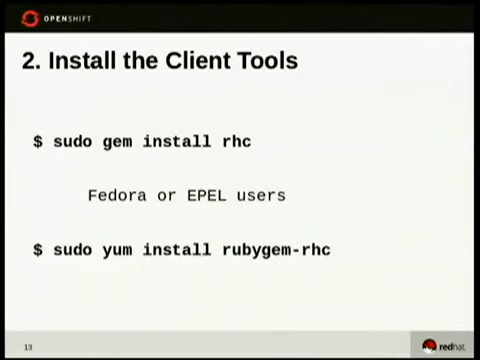 OPENSHIFT
2. Install the Client Tools
$ sudo gem install rhc
Fedora or EPEL users
$ sudo yum install rubygem-rhc
13
redhat.